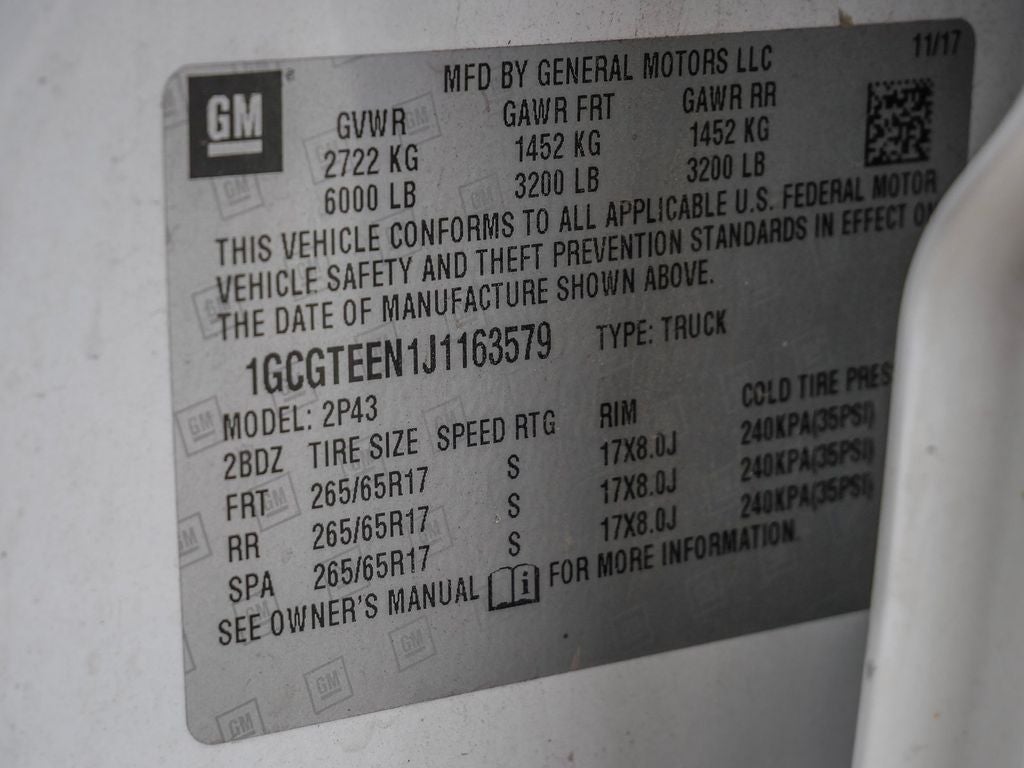 GM
MFD BY GENERAL MOTORS LLC
11/17
GVWR GAWR FRT GAWR RR
2722 KG 1452 KG 1452 KG
6000 LB 3200 LB 3200 LB
THIS VEHICLE CONFORMS TO ALL APPLICABLE U.S. FEDERAL MOTOR
VEHICLE SAFETY AND THEFT PREVENTION STANDARDS IN EFFECT ON
THE DATE OF MANUFACTURE SHOWN ABOVE.
1GCGTEEN1J1163579 TYPE: TRUCK
MODEL: 2P43
2BDZ TIRE SIZE SPEED RTG RIM COLD TIRE PRES
FRT 265/65R17 S 17X8.0J 240KPA(35PSI)
RR 265/65R17 S 17X8.0J 240KPA(35PSI)
SPA 265/65R17 S 17X8.0J 240KPA(35PSI)
SEE OWNER'S MANUAL i FOR MORE INFORMATION.